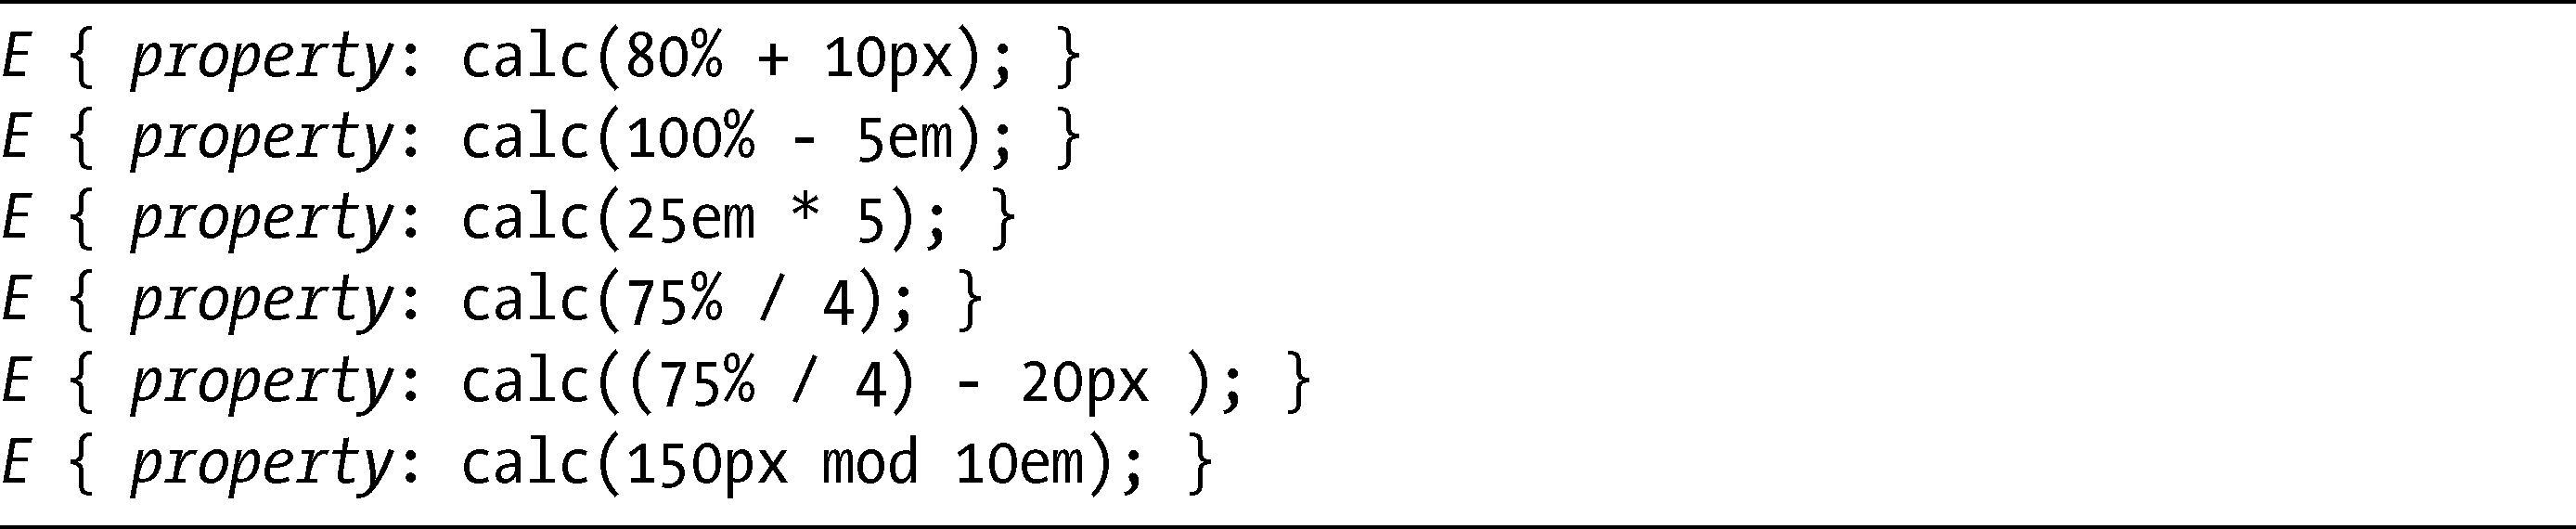 E { property: calc(80% + 10px); }
E { property: calc(100% - 5em); }
E { property: calc(25em * 5); }
E { property: calc(75% / 4); }
E { property: calc((75% / 4) - 20px ); }
E { property: calc(150px mod 10em); }